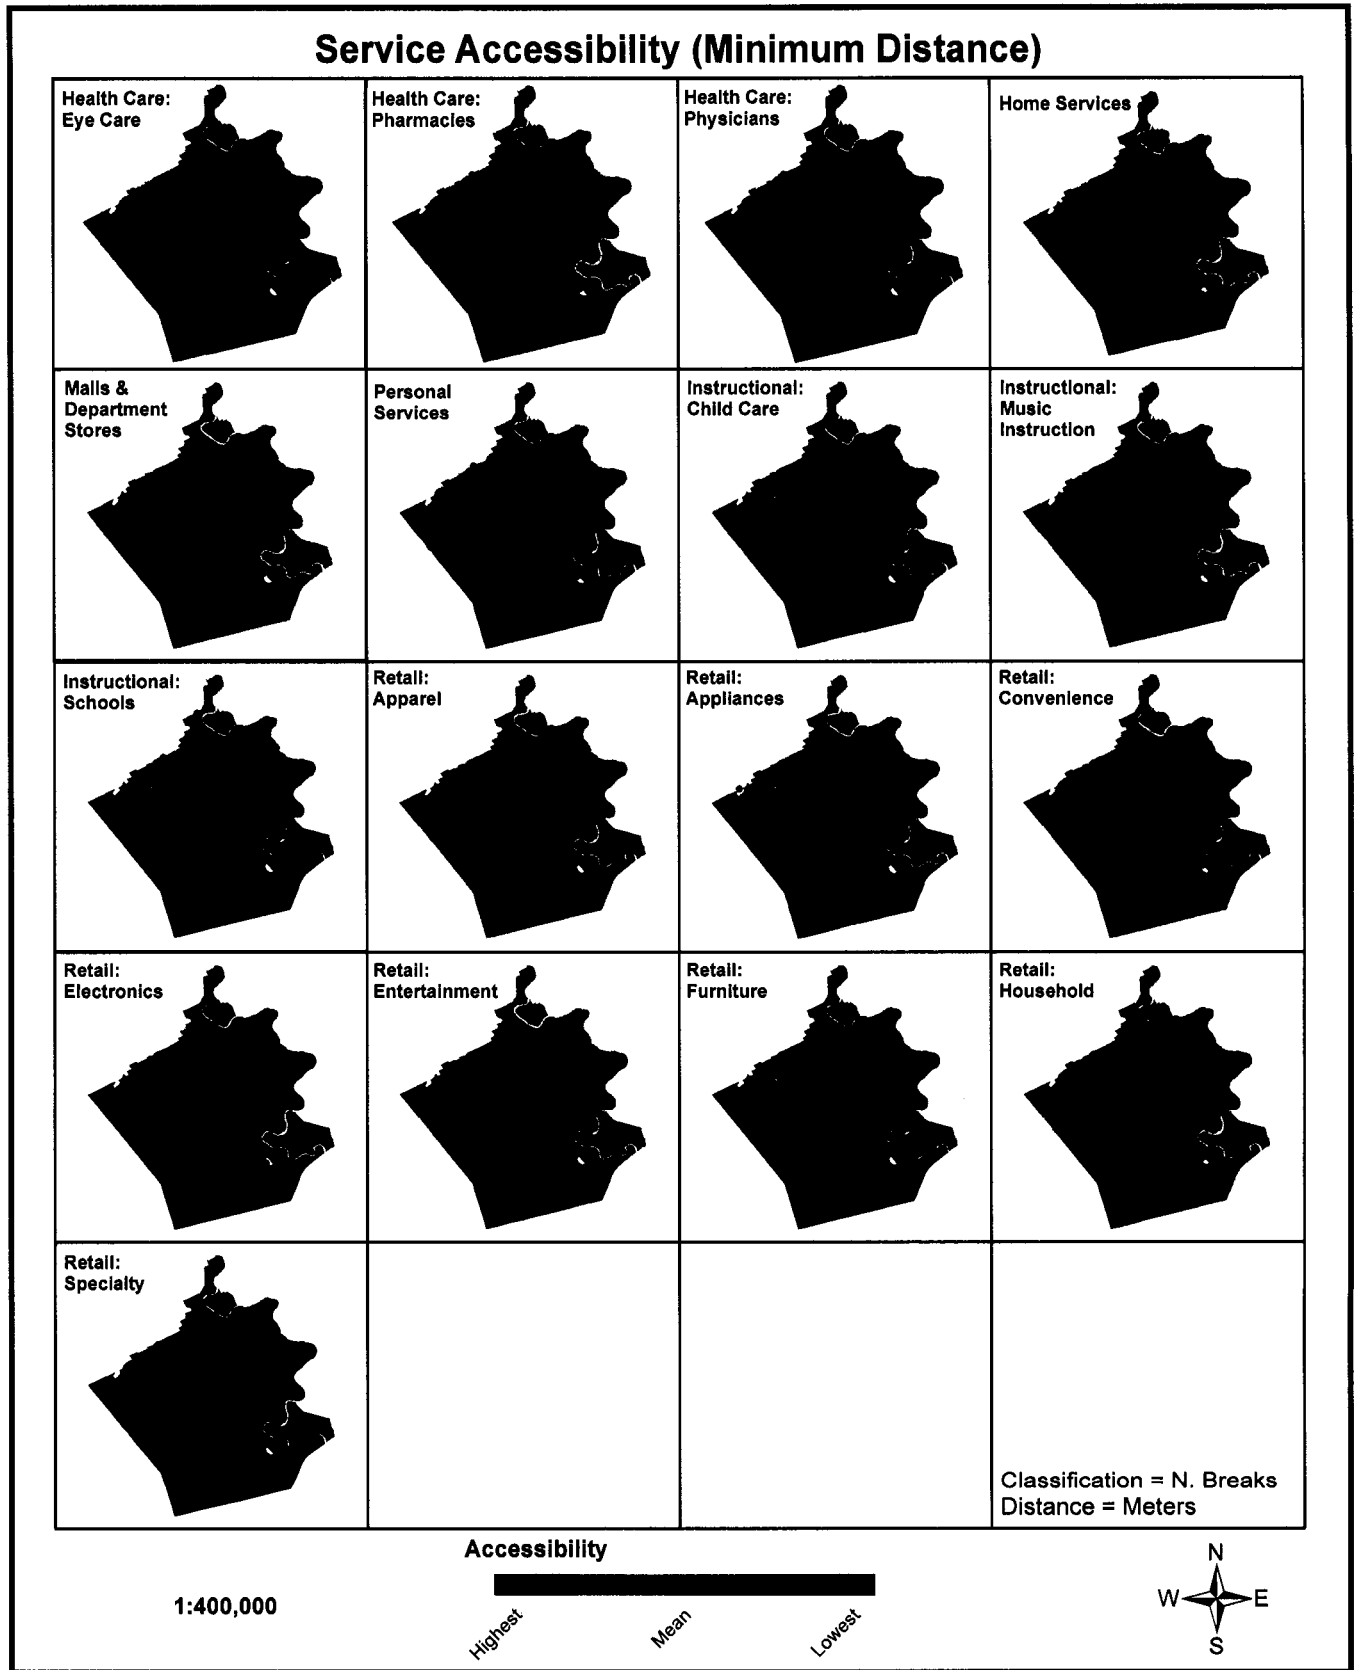 Service Accessibility (Minimum Distance)
Health Care:
Eye Care
Health Care:
Pharmacies
Health Care:
Physicians
Home Services
Malls &
Department
Stores
Personal
Services
Instructional:
Child Care
Instructional:
Music
Instruction
Instructional:
Schools
Retail:
Apparel
Retail:
Appliances
Retail:
Convenience
Retail:
Electronics
Retail:
Entertainment
Retail:
Furniture
Retail:
Household
Retail:
Specialty
Classification = N. Breaks
Distance = Meters
Accessibility
1:400,000
Highest
Mean
Lowest
N
W
E
S